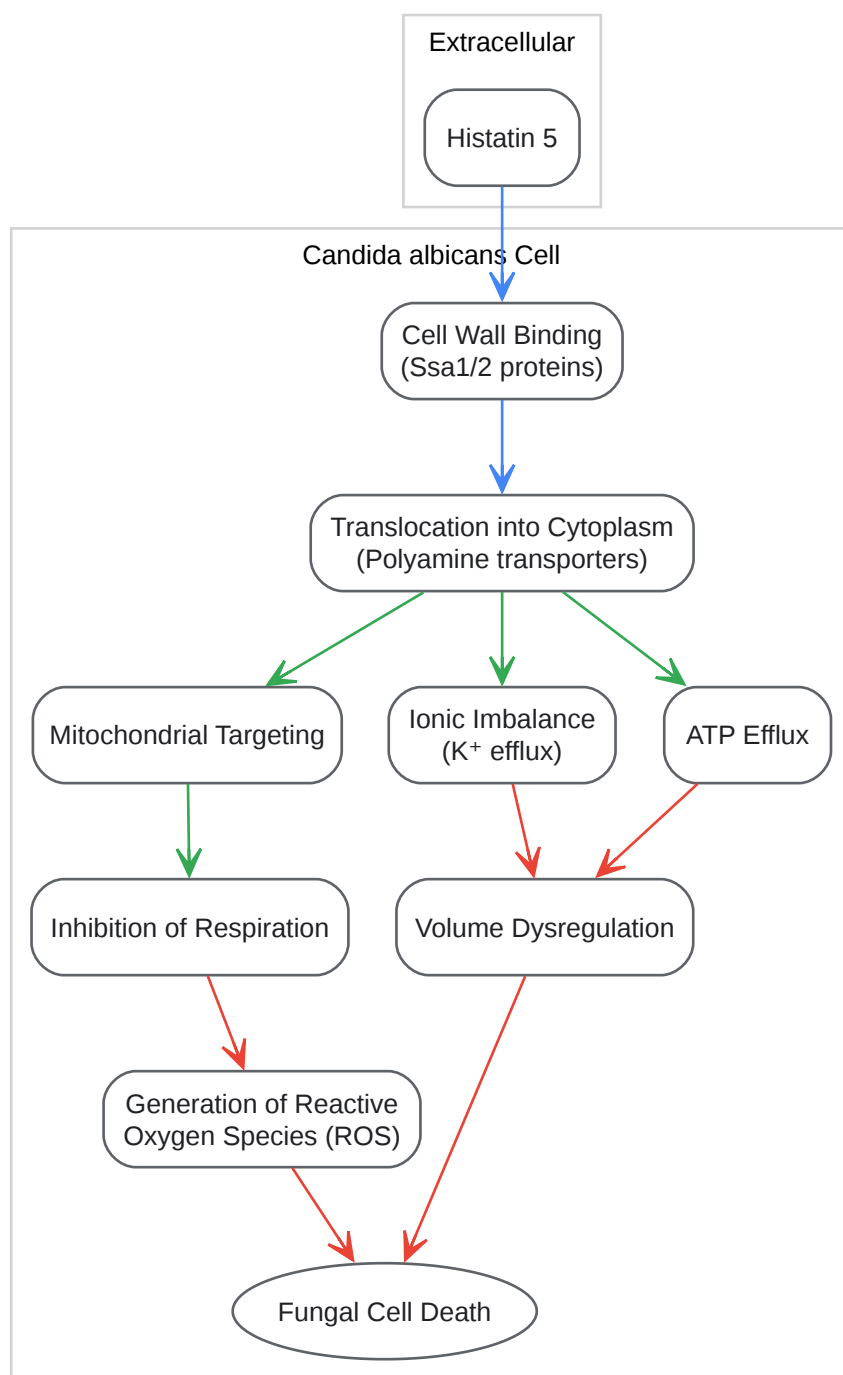 Extracellular
Histatin 5
Candida albicans Cell
Cell Wall Binding
(Ssa1/2 proteins)
Translocation into Cytoplasm
(Polyamine transporters)
Mitochondrial Targeting
Ionic Imbalance
(K⁺ efflux)
ATP Efflux
Inhibition of Respiration
Volume Dysregulation
Generation of Reactive
Oxygen Species (ROS)
Fungal Cell Death